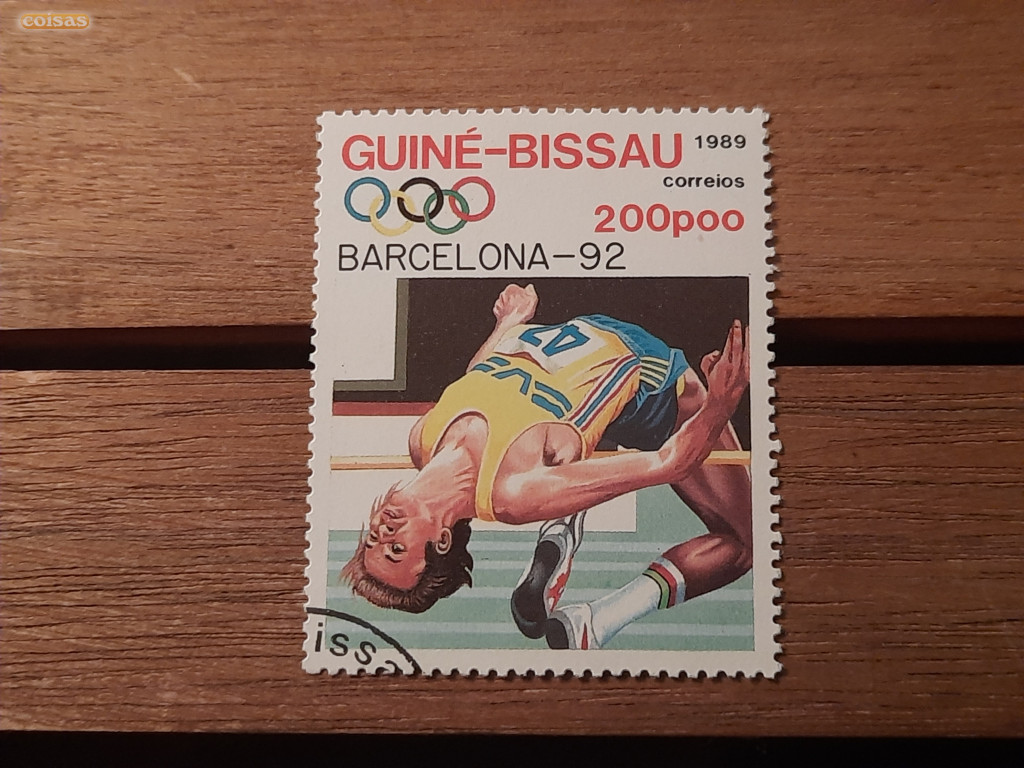 coisas
GUINÉ-BISSAU 1989
correios
200poo
BARCELONA-92
47
issa